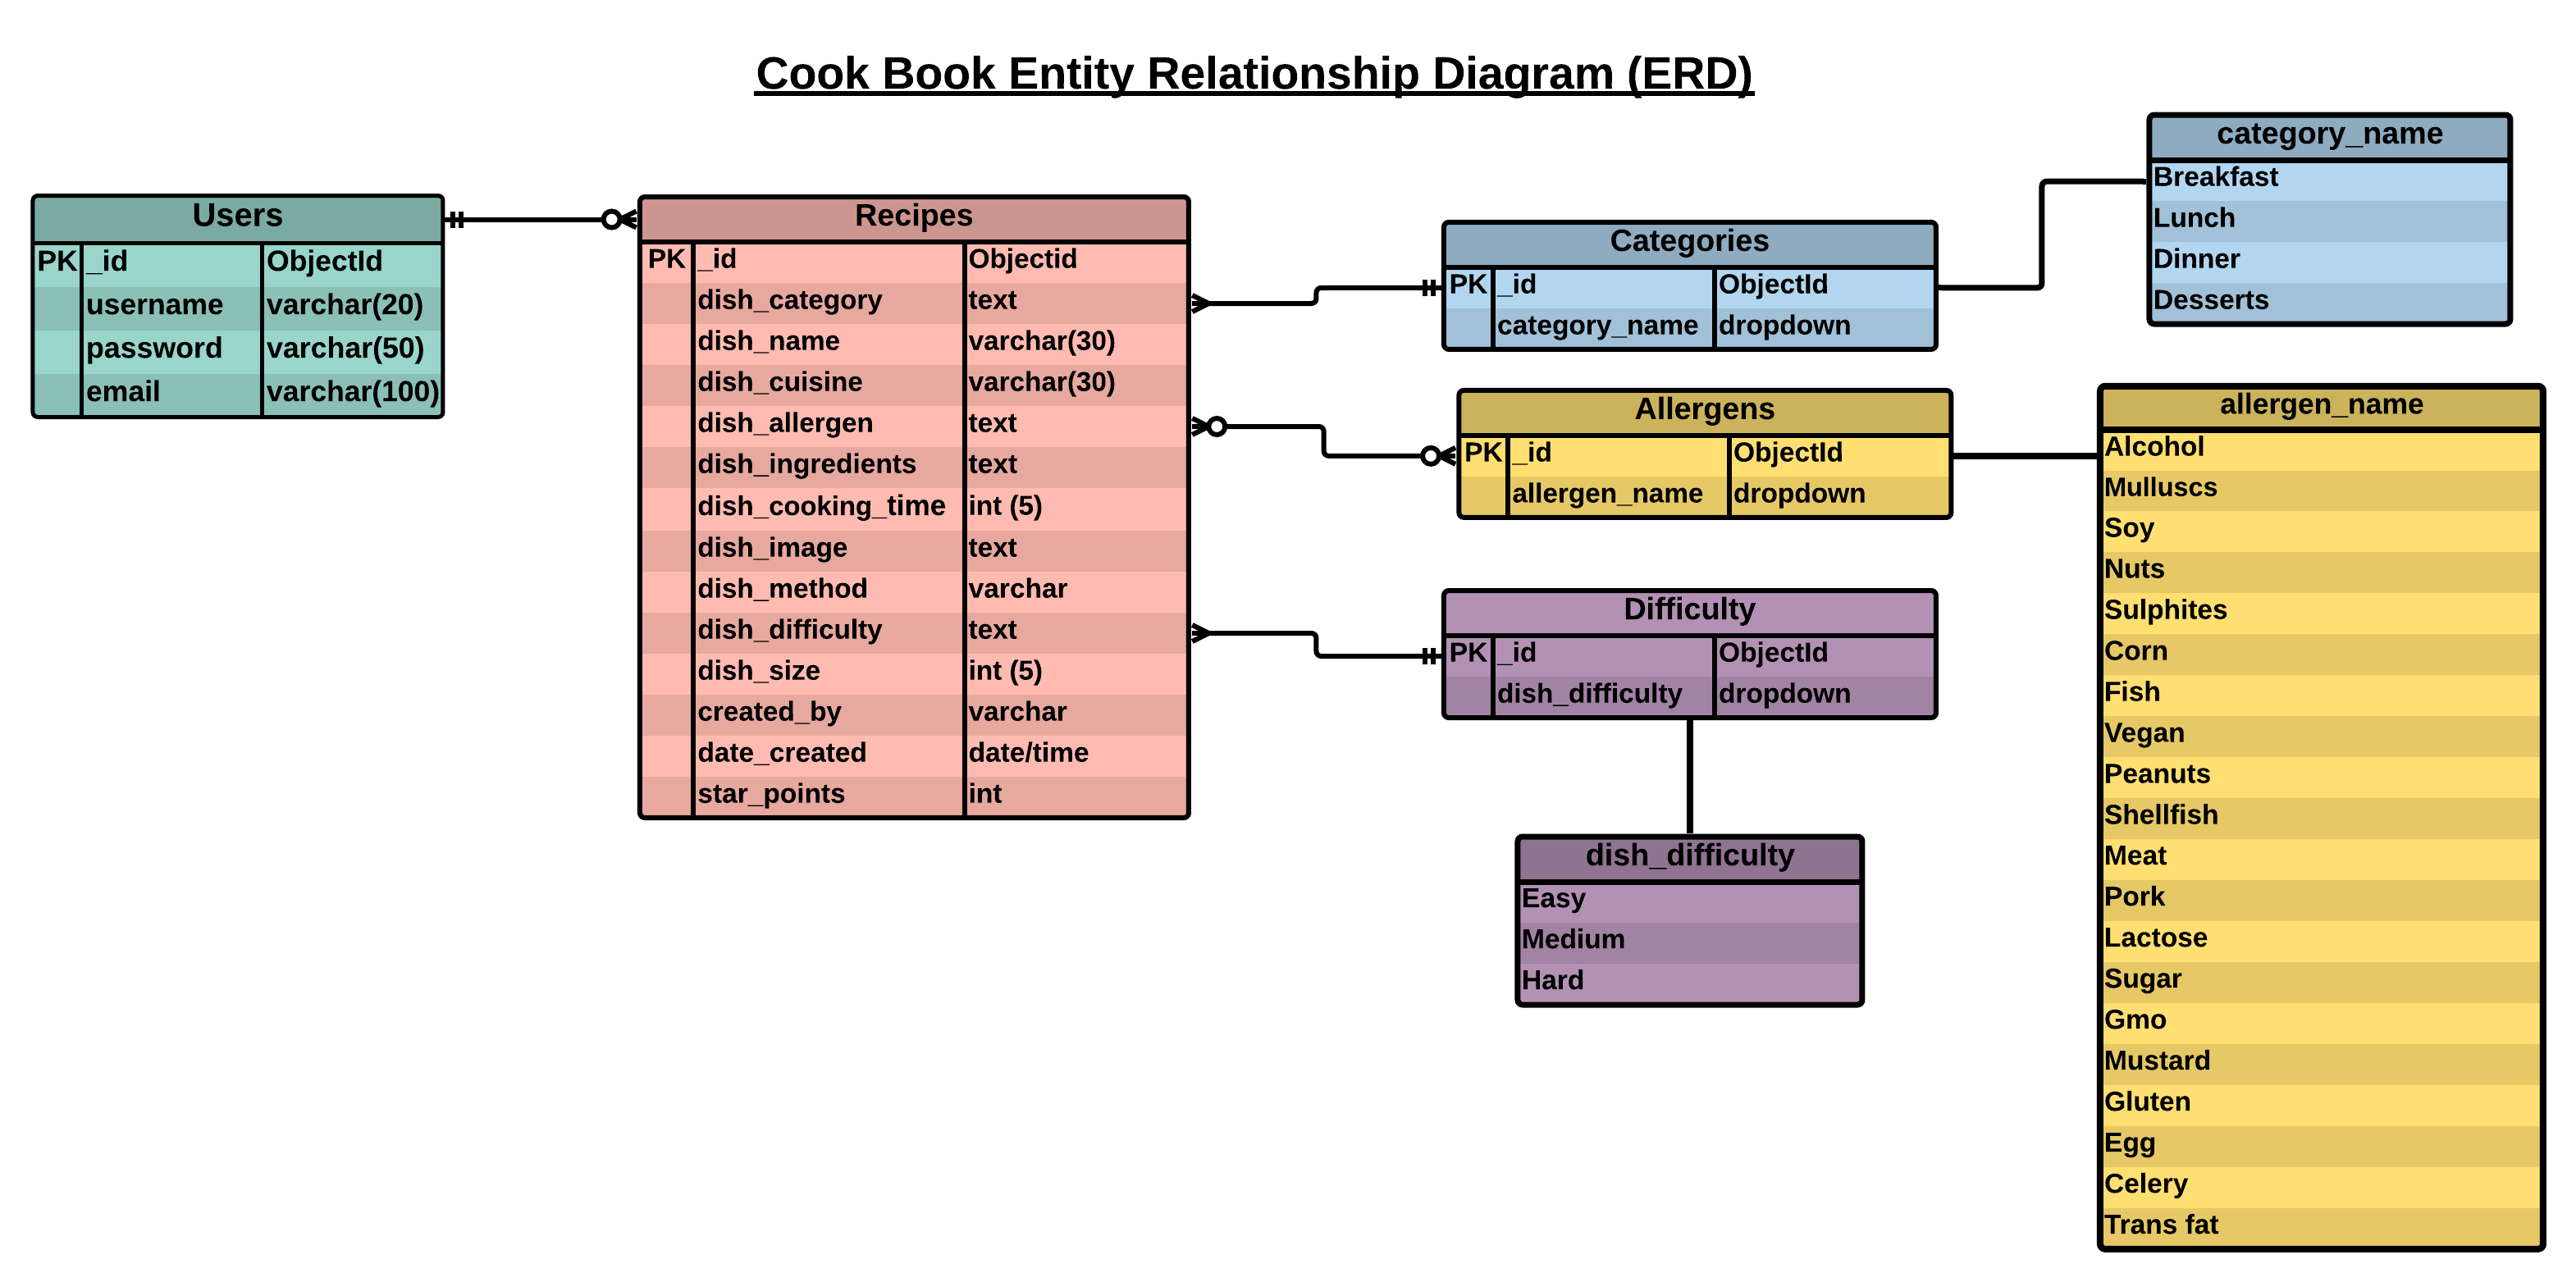 Cook Book Entity Relationship Diagram (ERD)
Users
PK _id ObjectId
username varchar(20)
password varchar(50)
email varchar(100)
Recipes
PK _id Objectid
dish_category text
dish_name varchar(30)
dish_cuisine varchar(30)
dish_allergen text
dish_ingredients text
dish_cooking_time int (5)
dish_image text
dish_method varchar
dish_difficulty text
dish_size int (5)
created_by varchar
date_created date/time
star_points int
Categories
PK _id ObjectId
category_name dropdown
category_name
Breakfast
Lunch
Dinner
Desserts
Allergens
PK _id ObjectId
allergen_name dropdown
allergen_name
Alcohol
Mulluscs
Soy
Nuts
Sulphites
Corn
Fish
Vegan
Peanuts
Shellfish
Meat
Pork
Lactose
Sugar
Gmo
Mustard
Gluten
Egg
Celery
Trans fat
Difficulty
PK _id ObjectId
dish_difficulty dropdown
dish_difficulty
Easy
Medium
Hard